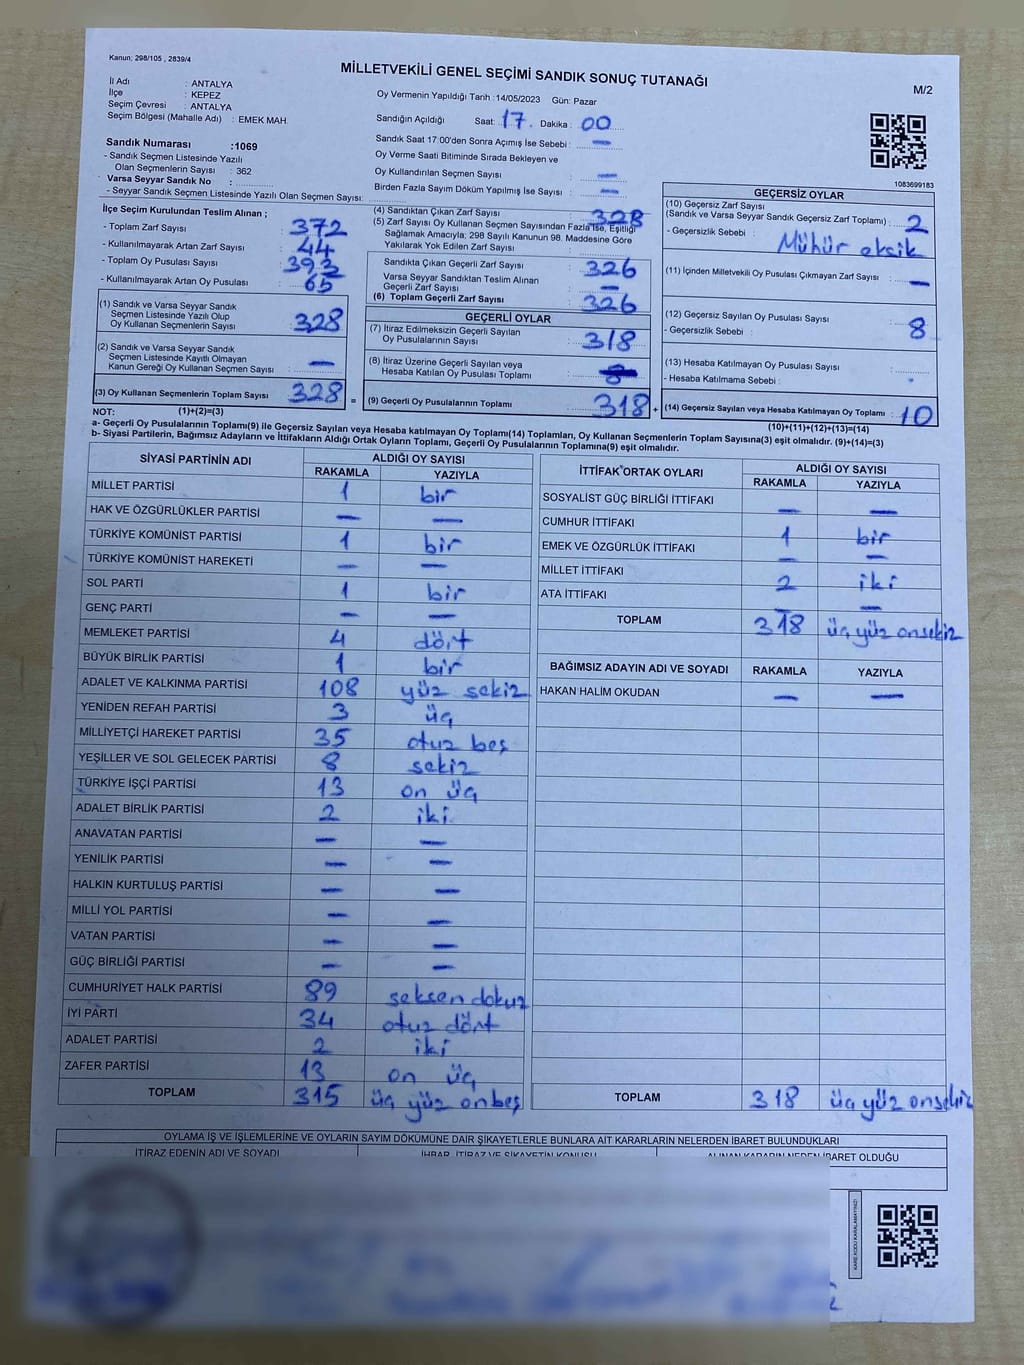 Kanun; 298/105 , 2839/4
MİLLETVEKİLİ GENEL SEÇİMİ SANDIK SONUÇ TUTANAĞI
M/2
İl Adı : ANTALYA
İlçe : KEPEZ
Seçim Çevresi : ANTALYA
Seçim Bölgesi (Mahalle Adı) : EMEK MAH.
Oy Vermenin Yapıldığı Tarih :14/05/2023 Gün: Pazar
Sandığın Açıldığı Saat: 17. Dakika : 00
Sandık Saat 17:00'den Sonra Açımış İse Sebebi : —
Oy Verme Saati Bitiminde Sırada Bekleyen ve
Oy Kullandırılan Seçmen Sayısı : —
Birden Fazla Sayım Döküm Yapılmış İse Sayısı : —
Sandık Numarası :1069
- Sandık Seçmen Listesinde Yazılı
Olan Seçmenlerin Sayısı : 362
Varsa Seyyar Sandık No :
- Seyyar Sandık Seçmen Listesinde Yazılı Olan Seçmen Sayısı:
1083699183
İlçe Seçim Kurulundan Teslim Alınan ;
- Toplam Zarf Sayısı : 372
- Kullanılmayarak Artan Zarf Sayısı : 44
- Toplam Oy Pusulası Sayısı : 393
- Kullanılmayarak Artan Oy Pusulası : 65
(1) Sandık ve Varsa Seyyar Sandık
Seçmen Listesinde Yazılı Olup
Oy Kullanan Seçmenlerin Sayısı : 328
(2) Sandık ve Varsa Seyyar Sandık
Seçmen Listesinde Kayıtlı Olmayan
Kanun Gereği Oy Kullanan Seçmen Sayısı : —
(3) Oy Kullanan Seçmenlerin Toplam Sayısı 328 =
(1)+(2)=(3)
(4) Sandıktan Çıkan Zarf Sayısı : 328
(5) Zarf Sayısı Oy Kullanan Seçmen Sayısından Fazla İse, Eşitliği
Sağlamak Amacıyla; 298 Sayılı Kanunun 98. Maddesine Göre
Yakılarak Yok Edilen Zarf Sayısı :
Sandıkta Çıkan Geçerli Zarf Sayısı : 326
Varsa Seyyar Sandıktan Teslim Alınan
Geçerli Zarf Sayısı : —
(6) Toplam Geçerli Zarf Sayısı : 326
GEÇERLİ OYLAR
(7) İtiraz Edilmeksizin Geçerli Sayılan
Oy Pusulalarının Sayısı : 318
(8) İtiraz Üzerine Geçerli Sayılan veya
Hesaba Katılan Oy Pusulası Toplamı :
(9) Geçerli Oy Pusulalarının Toplamı : 318 +
GEÇERSİZ OYLAR
(10) Geçersiz Zarf Sayısı
(Sandık ve Varsa Seyyar Sandık Geçersiz Zarf Toplamı) : 2
- Geçersizlik Sebebi : Mühür eksik
(11) İçinden Milletvekili Oy Pusulası Çıkmayan Zarf Sayısı : —
(12) Geçersiz Sayılan Oy Pusulası Sayısı : 8
- Geçersizlik Sebebi :
(13) Hesaba Katılmayan Oy Pusulası Sayısı :
- Hesaba Katılmama Sebebi :
(14) Geçersiz Sayılan veya Hesaba Katılmayan Oy Toplamı : 10
(10)+(11)+(12)+(13)=(14)
NOT:
a- Geçerli Oy Pusulalarının Toplamı(9) ile Geçersiz Sayılan veya Hesaba katılmayan Oy Toplamı(14) Toplamları, Oy Kullanan Seçmenlerin Toplam Sayısına(3) eşit olmalıdır. (9)+(14)=(3)
b- Siyasi Partilerin, Bağımsız Adayların ve İttifakların Aldığı Ortak Oyların Toplamı, Geçerli Oy Pusulalarının Toplamına(9) eşit olmalıdır.
SİYASİ PARTİNİN ADI ALDIĞI OY SAYISI
RAKAMLA YAZIYLA
MİLLET PARTİSİ 1 bir
HAK VE ÖZGÜRLÜKLER PARTİSİ — —
TÜRKİYE KOMÜNİST PARTİSİ 1 bir
TÜRKİYE KOMÜNİST HAREKETİ — —
SOL PARTİ 1 bir
GENÇ PARTİ — —
MEMLEKET PARTİSİ 4 dört
BÜYÜK BİRLİK PARTİSİ 1 bir
ADALET VE KALKINMA PARTİSİ 108 yüz sekiz
YENİDEN REFAH PARTİSİ 3 üç
MİLLİYETÇİ HAREKET PARTİSİ 35 otuz beş
YEŞİLLER VE SOL GELECEK PARTİSİ 8 sekiz
TÜRKİYE İŞÇİ PARTİSİ 13 on üç
ADALET BİRLİK PARTİSİ 2 iki
ANAVATAN PARTİSİ — —
YENİLİK PARTİSİ — —
HALKIN KURTULUŞ PARTİSİ — —
MİLLİ YOL PARTİSİ — —
VATAN PARTİSİ — —
GÜÇ BİRLİĞİ PARTİSİ — —
CUMHURİYET HALK PARTİSİ 89 seksen dokuz
İYİ PARTİ 34 otuz dört
ADALET PARTİSİ 2 iki
ZAFER PARTİSİ 13 on üç
TOPLAM 315 üç yüz onbeş
İTTİFAK ORTAK OYLARI ALDIĞI OY SAYISI
RAKAMLA YAZIYLA
SOSYALİST GÜÇ BİRLİĞİ İTTİFAKI — —
CUMHUR İTTİFAKI 1 bir
EMEK VE ÖZGÜRLÜK İTTİFAKI — —
MİLLET İTTİFAKI 2 iki
ATA İTTİFAKI — —
TOPLAM 318 üç yüz onsekiz
BAĞIMSIZ ADAYIN ADI VE SOYADI RAKAMLA YAZIYLA
HAKAN HALİM OKUDAN — —
TOPLAM 318 üç yüz onsekiz
OYLAMA İŞ VE İŞLEMLERİNE VE OYLARIN SAYIM DÖKÜMÜNE DAİR ŞİKAYETLERLE BUNLARA AİT KARARLARIN NELERDEN İBARET BULUNDUKLARI
İTİRAZ EDENİN ADI VE SOYADI İHBAR, İTİRAZ VE ŞİKAYETİN KONUSU ALINAN KARARIN NEDEN İBARET OLDUĞU
KARE KODU KARALAMAYINIZ!